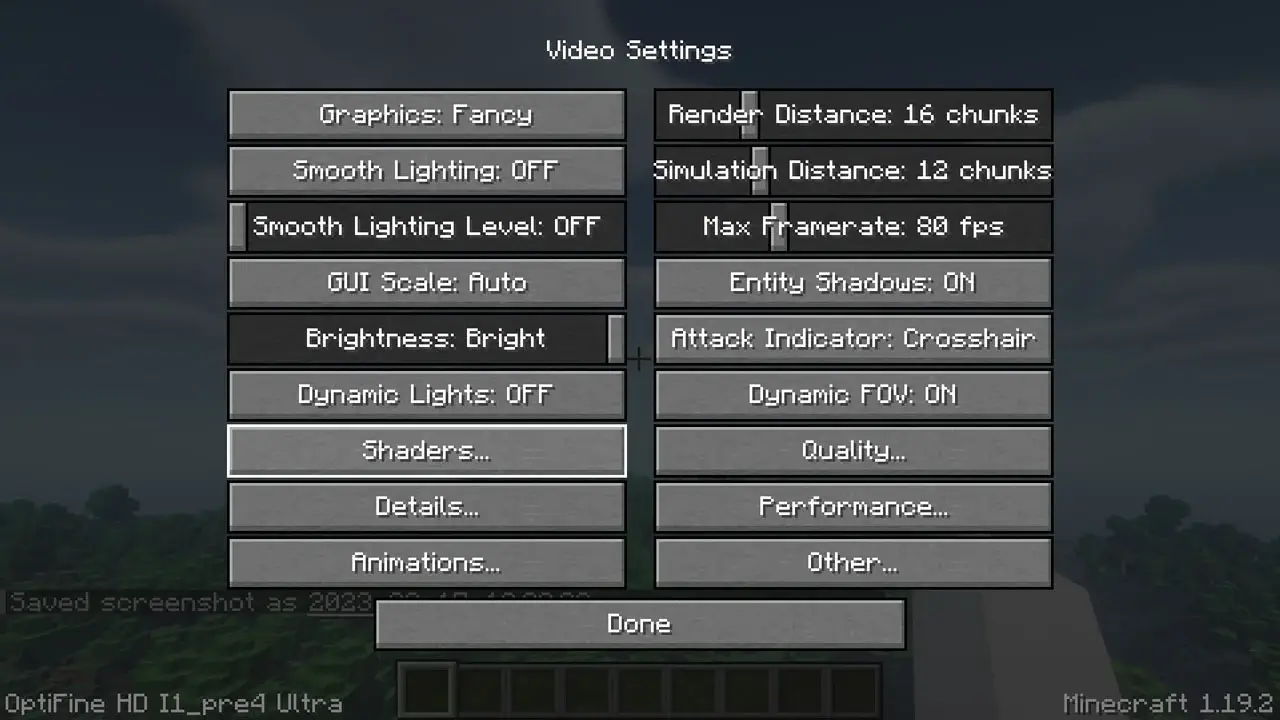 Video Settings
Graphics: Fancy
Render Distance: 16 chunks
Smooth Lighting: OFF
Simulation Distance: 12 chunks
Smooth Lighting Level: OFF
Max Framerate: 80 fps
GUI Scale: Auto
Entity Shadows: ON
Brightness: Bright
Attack Indicator: Crosshair
Dynamic Lights: OFF
Dynamic FOV: ON
Shaders...
Quality...
Details...
Performance...
Animations...
Other...
Saved screenshot as 2023
Done
OptiFine HD I1_pre4 Ultra
Minecraft 1.19.2